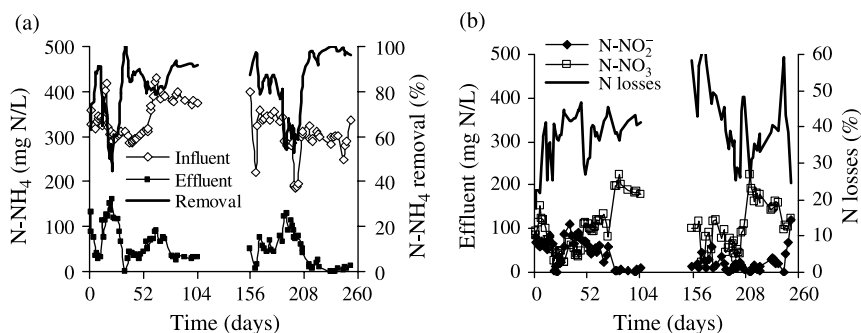 (a)
500
400
300
200
100
0
N-NH4 (mg N/L)
100
80
60
40
20
0
N-NH4 removal (%)
Influent
Effluent
Removal
0 52 104 156 208 260
Time (days)
(b)
N-NO2−
N-NO3
N losses
500
400
300
200
100
0
Effluent (mg N/L)
60
50
40
30
20
10
0
N losses (%)
0 52 104 156 208 260
Time (days)